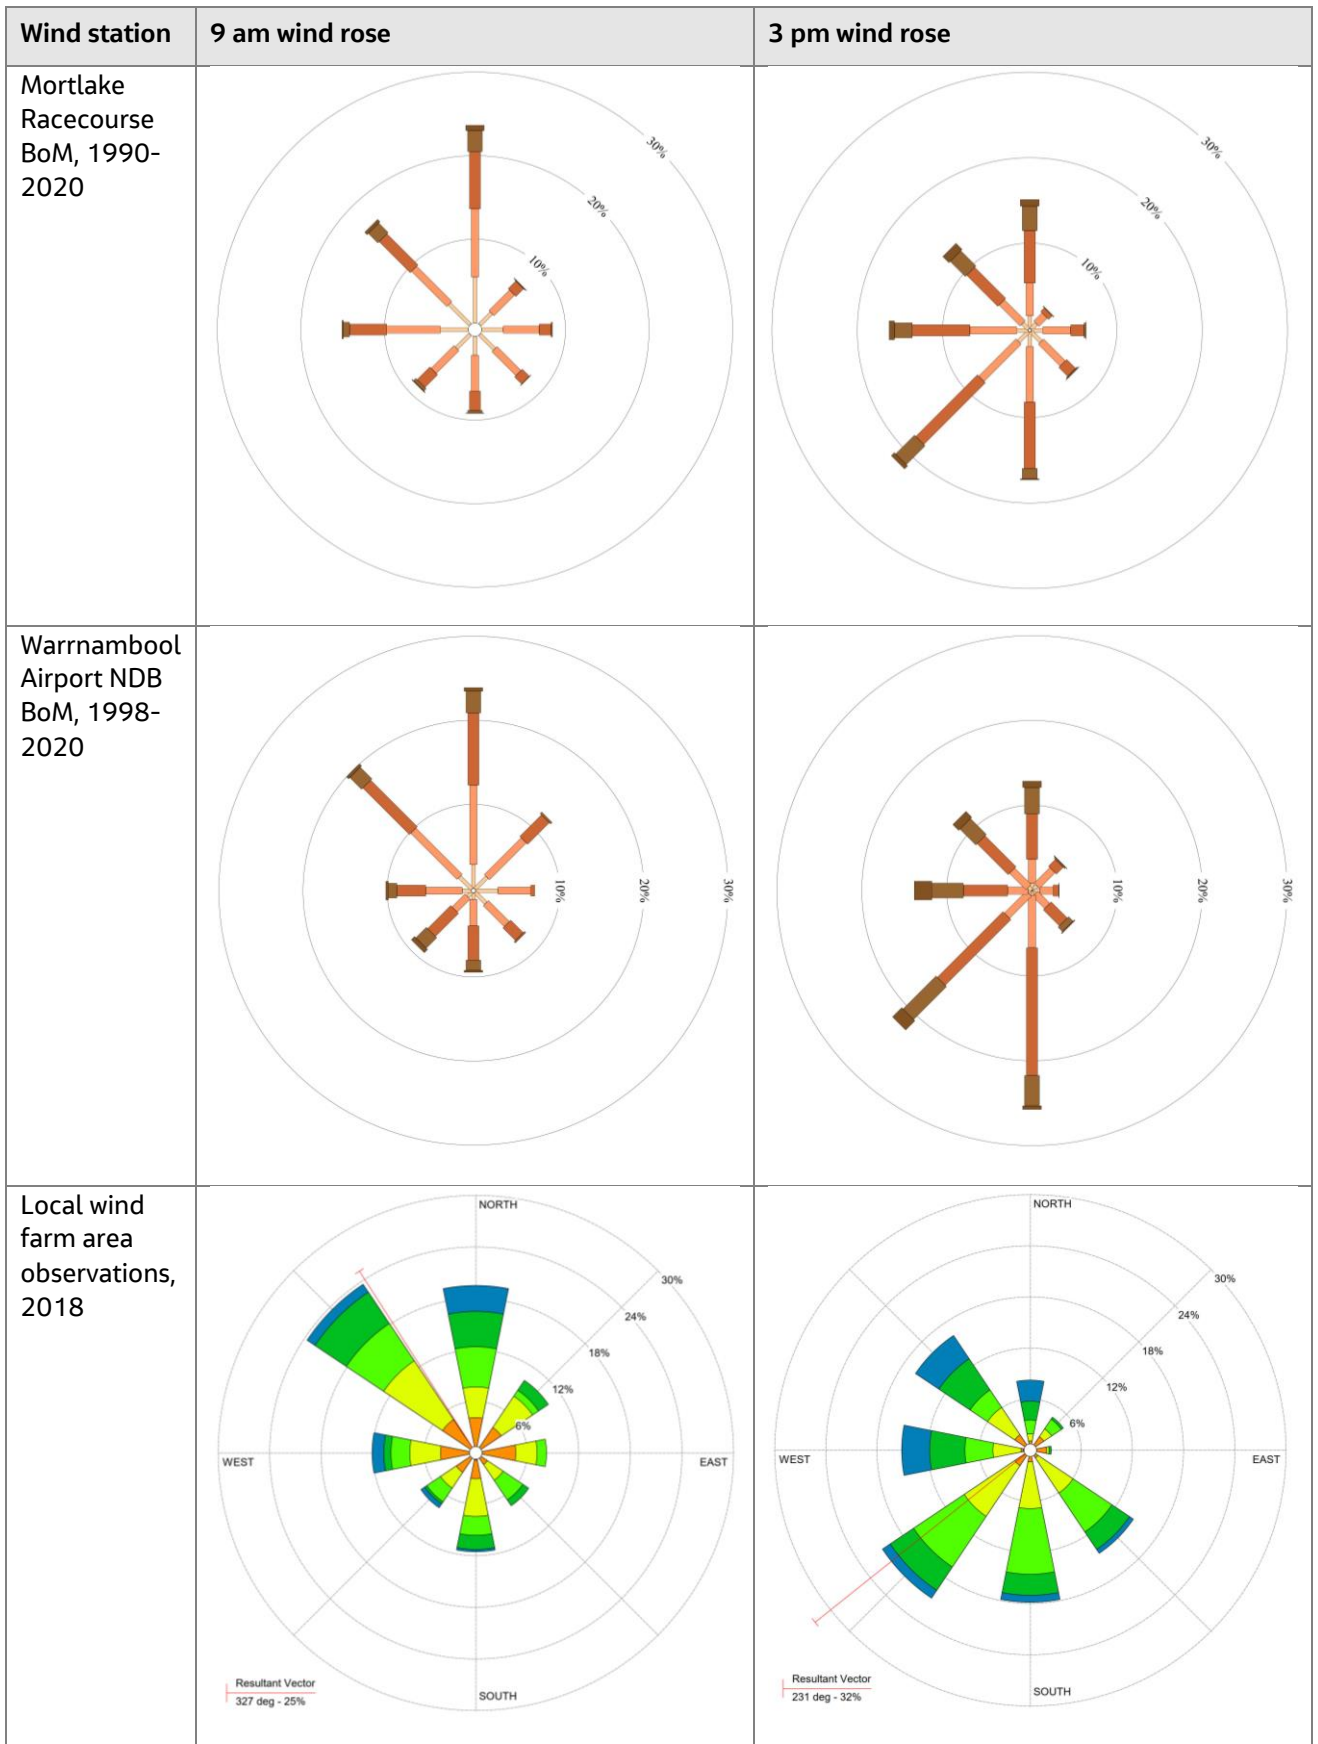 Wind station
9 am wind rose
3 pm wind rose
Mortlake
Racecourse
BoM, 1990-
2020
30%
20%
10%
30%
20%
10%
Warrnambool
Airport NDB
BoM, 1998-
2020
10%
20%
30%
10%
20%
30%
Local wind
farm area
observations,
2018
NORTH
30%
24%
18%
12%
6%
WEST
EAST
Resultant Vector
327 deg - 25%
SOUTH
NORTH
30%
24%
18%
12%
6%
WEST
EAST
Resultant Vector
231 deg - 32%
SOUTH